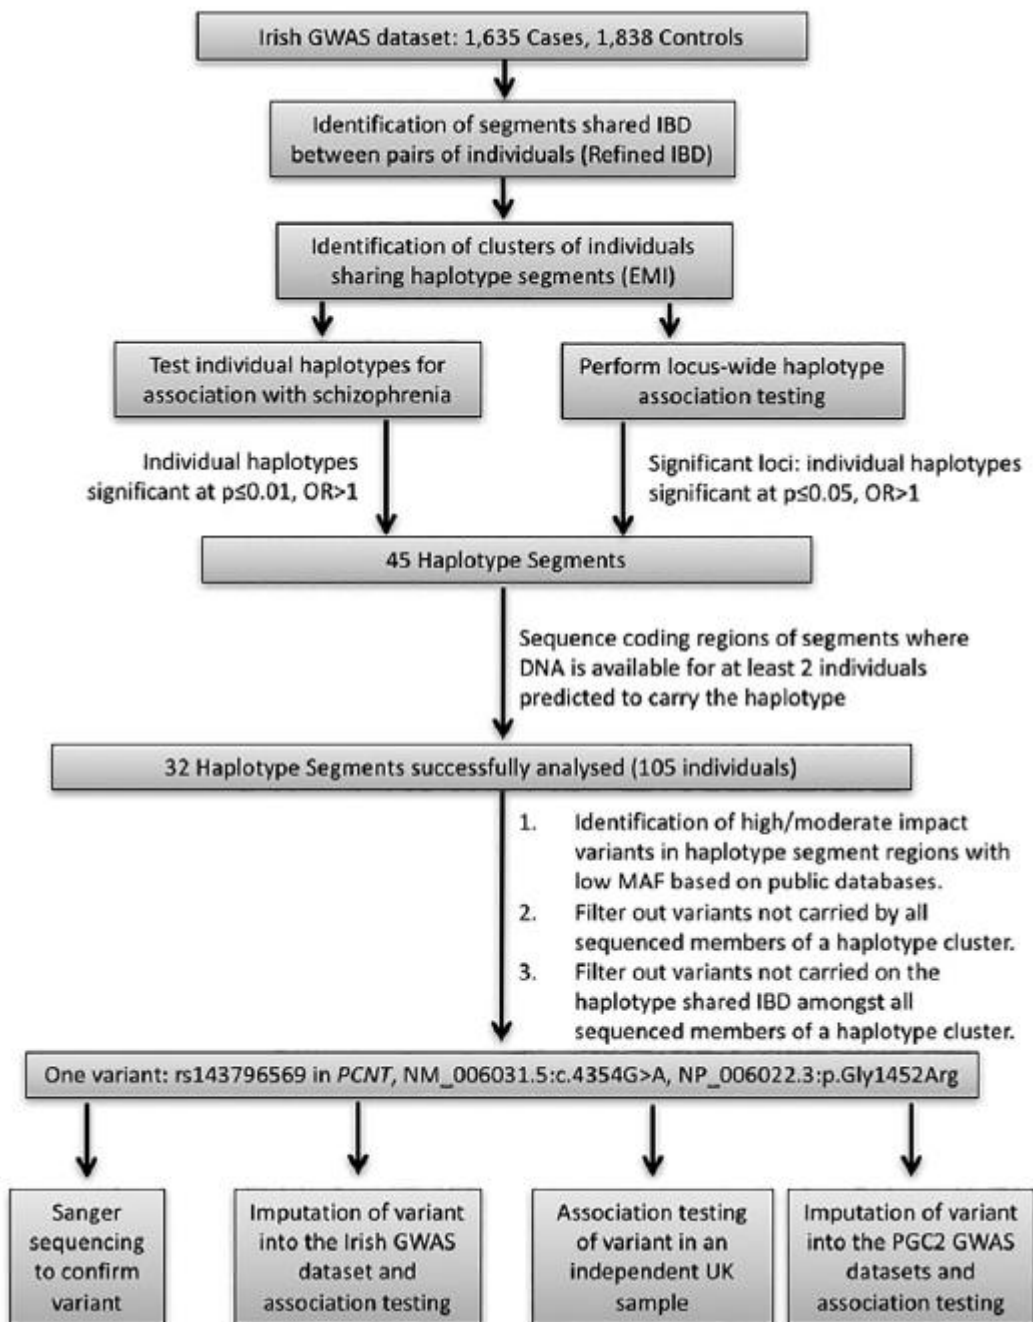 Irish GWAS dataset: 1,635 Cases, 1,838 Controls
Identification of segments shared IBD
between pairs of individuals (Refined IBD)
Identification of clusters of individuals
sharing haplotype segments (EMI)
Test individual haplotypes for
association with schizophrenia
Perform locus-wide haplotype
association testing
Individual haplotypes
significant at p≤0.01, OR>1
Significant loci: individual haplotypes
significant at p≤0.05, OR>1
45 Haplotype Segments
Sequence coding regions of segments where
DNA is available for at least 2 individuals
predicted to carry the haplotype
32 Haplotype Segments successfully analysed (105 individuals)
1. Identification of high/moderate impact
variants in haplotype segment regions with
low MAF based on public databases.
2. Filter out variants not carried by all
sequenced members of a haplotype cluster.
3. Filter out variants not carried on the
haplotype shared IBD amongst all
sequenced members of a haplotype cluster.
One variant: rs143796569 in PCNT, NM_006031.5:c.4354G>A, NP_006022.3:p.Gly1452Arg
Sanger
sequencing
to confirm
variant
Imputation of variant
into the Irish GWAS
dataset and
association testing
Association testing
of variant in an
independent UK
sample
Imputation of variant
into the PGC2 GWAS
datasets and
association testing